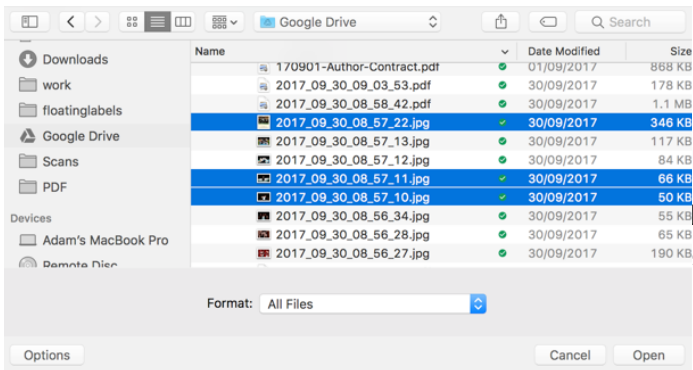 Google Drive
Search
Name
Date Modified
Size
Downloads
work
floatinglabels
Google Drive
Scans
PDF
Devices
Adam's MacBook Pro
Remote Disc
170901-Author-Contract.pdf 01/09/2017 868 KB
2017_09_30_09_03_53.pdf 30/09/2017 178 KB
2017_09_30_08_58_42.pdf 30/09/2017 1.1 MB
2017_09_30_08_57_22.jpg 30/09/2017 346 KB
2017_09_30_08_57_13.jpg 30/09/2017 117 KB
2017_09_30_08_57_12.jpg 30/09/2017 84 KB
2017_09_30_08_57_11.jpg 30/09/2017 66 KB
2017_09_30_08_57_10.jpg 30/09/2017 50 KB
2017_09_30_08_56_34.jpg 30/09/2017 55 KB
2017_09_30_08_56_28.jpg 30/09/2017 65 KB
2017_09_30_08_56_27.jpg 30/09/2017 190 KB
Format: All Files
Options
Cancel
Open